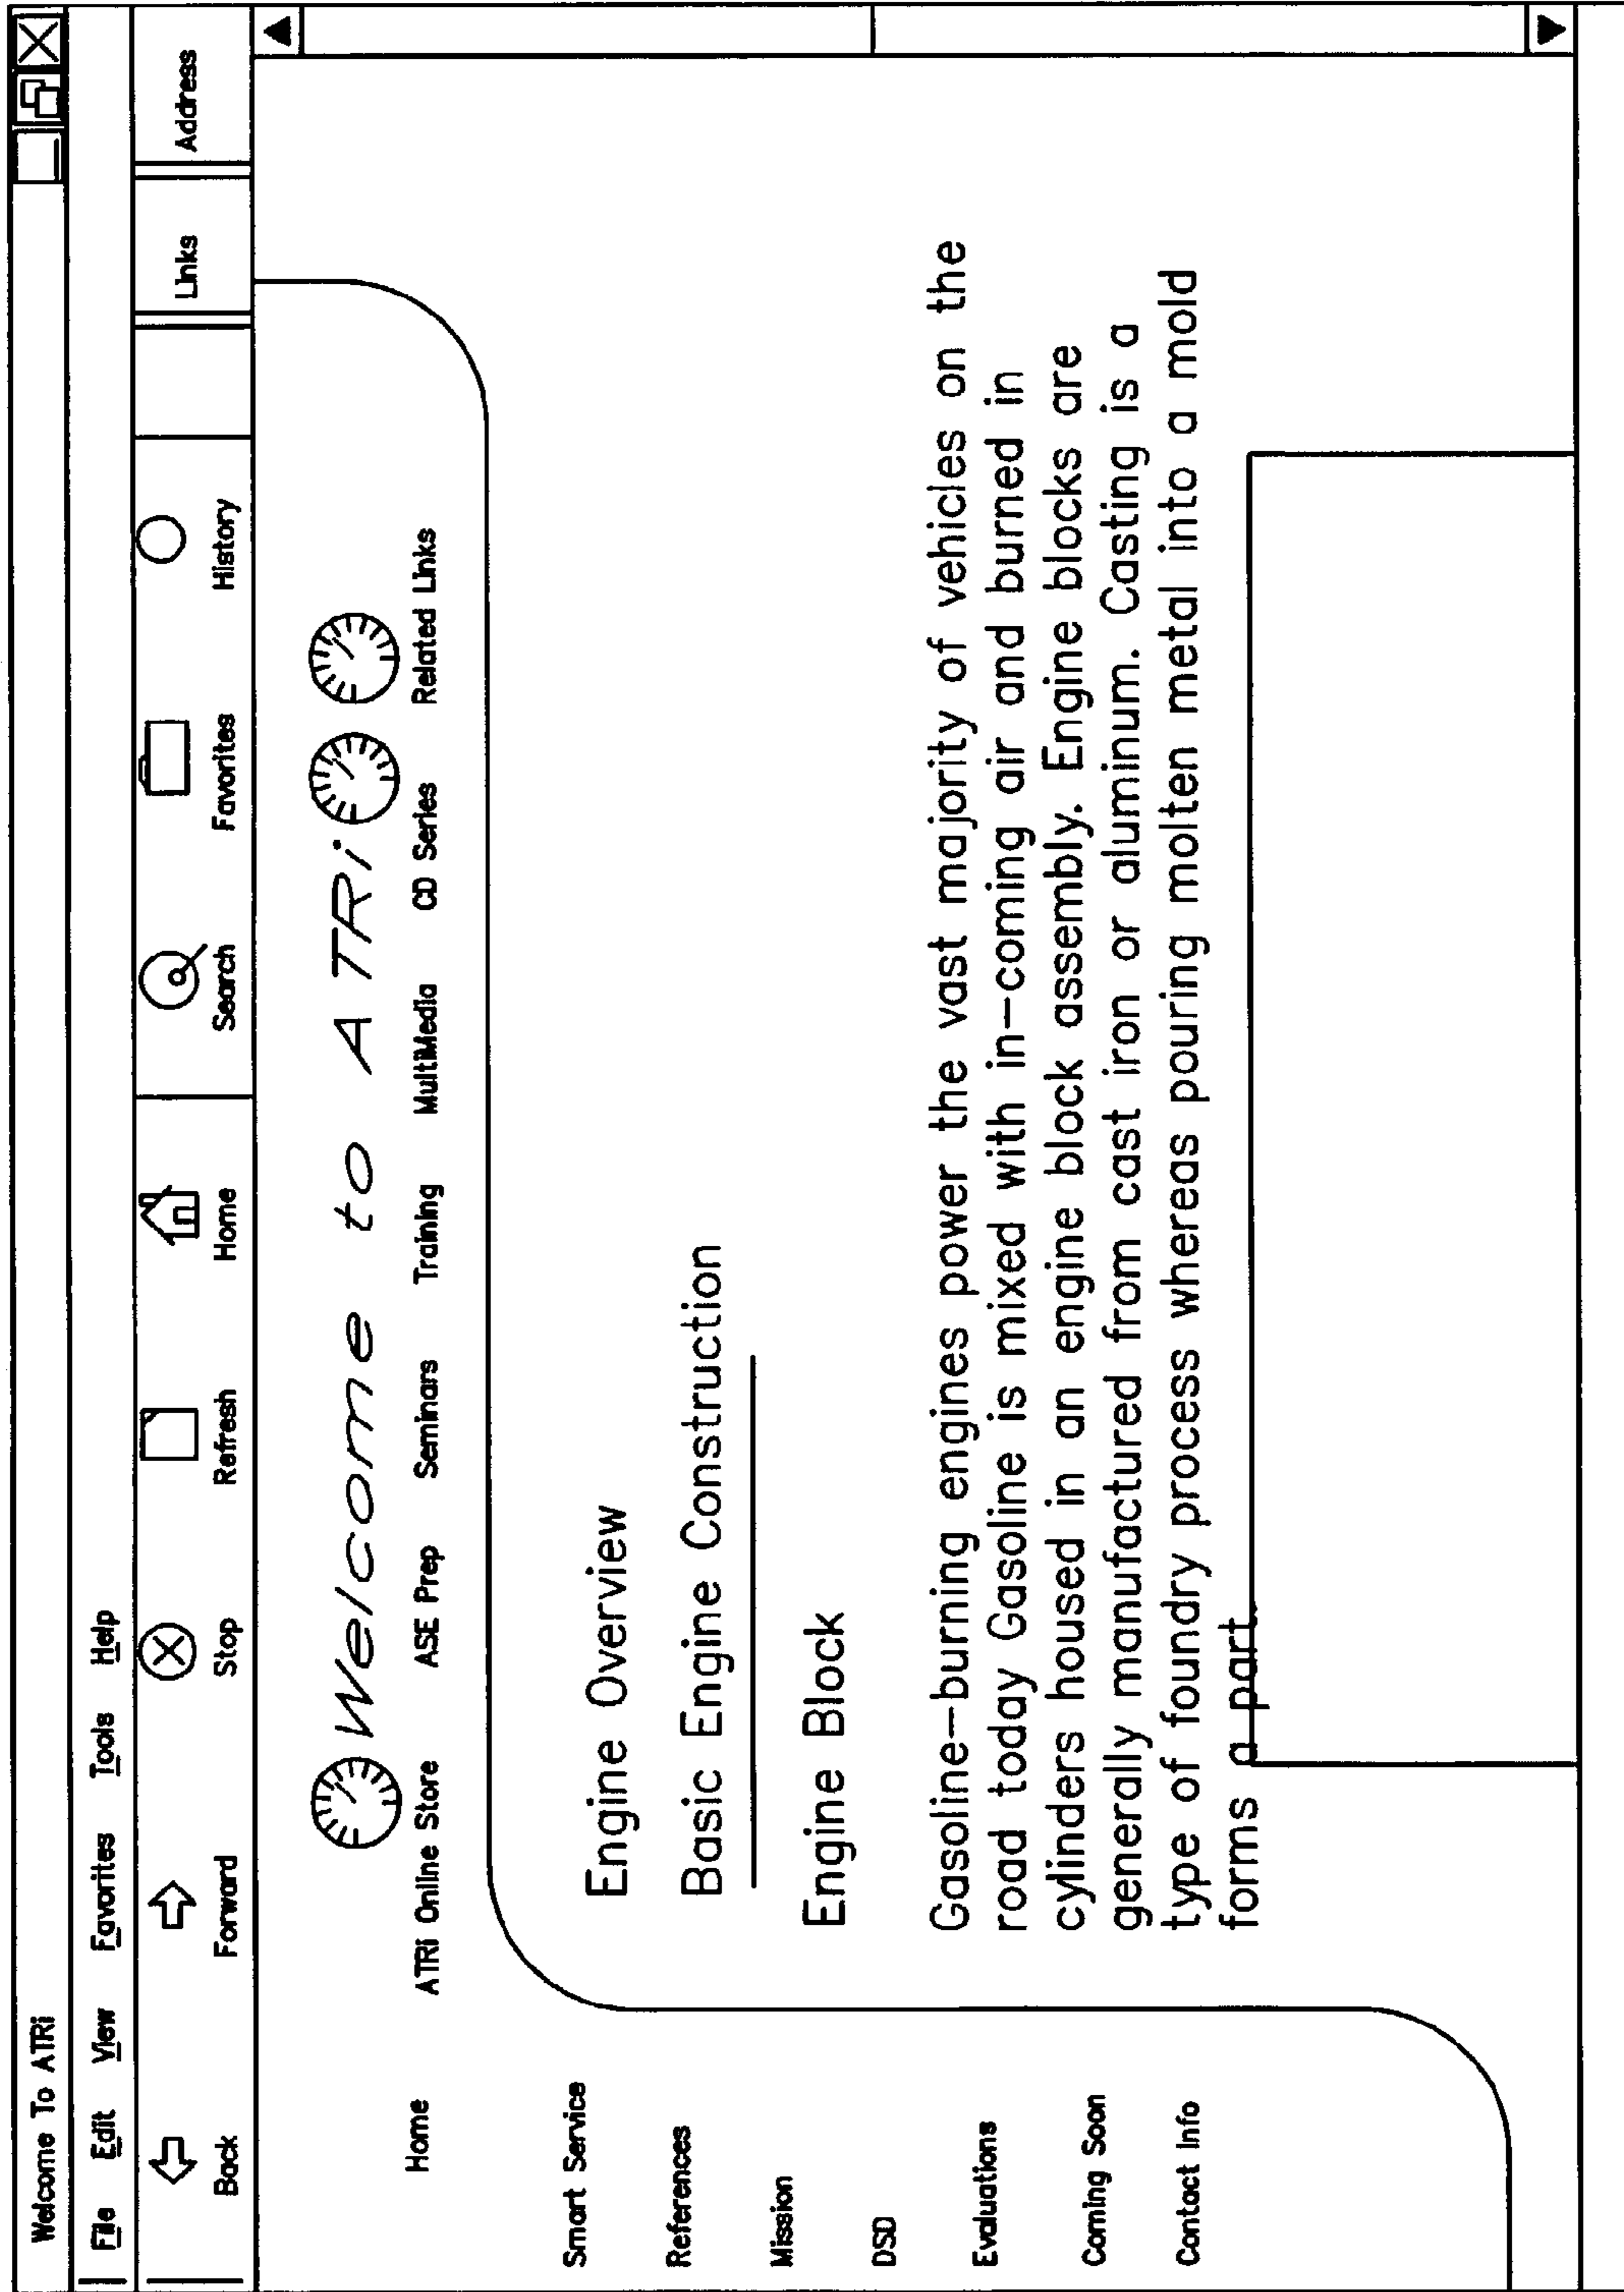 Welcome To ATRi
File Edit View Favorites Tools Help
Back Forward Stop Refresh Home Search Favorites History Links Address
Welcome to ATRi
Home ATRi Online Store ASE Prep Seminars Training MultiMedia CD Series Related Links
Smart Service
References
Mission
DSD
Evaluations
Coming Soon
Contact Info
Engine Overview
Basic Engine Construction
Engine Block
Gasoline-burning engines power the vast majority of vehicles on the
road today Gasoline is mixed with in-coming air and burned in
cylinders housed in an engine block assembly. Engine blocks are
generally manufactured from cast iron or aluminum. Casting is a
type of foundry process whereas pouring molten metal into a mold
forms a part.